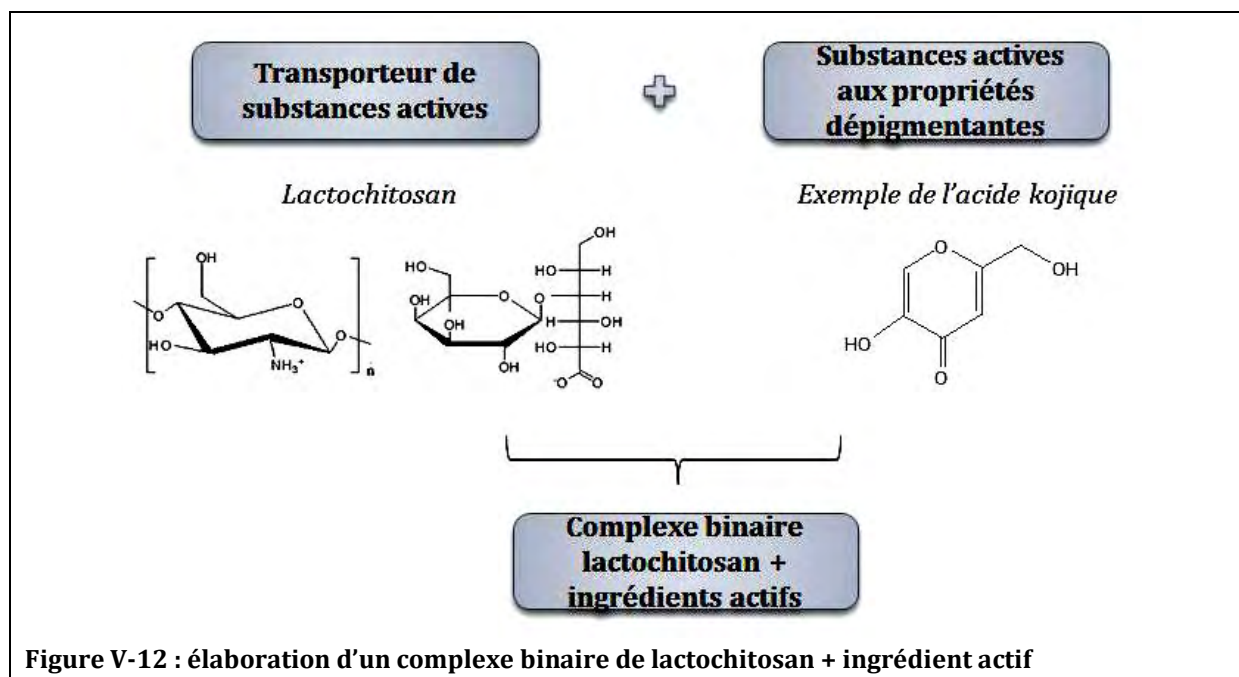 Transporteur de
substances actives
Substances actives
aux propriétés
dépigmentantes
Lactochitosan
Exemple de l'acide kojique
OH
O
O
O
HO
NH₃⁺
n
HO
OH
OH
O
OH
O
OH
HO
H
H
H
OH
HO
H
⁻O
O
O
OH
HO
O
Complexe binaire
lactochitosan +
ingrédients actifs
Figure V-12 : élaboration d'un complexe binaire de lactochitosan + ingrédient actif